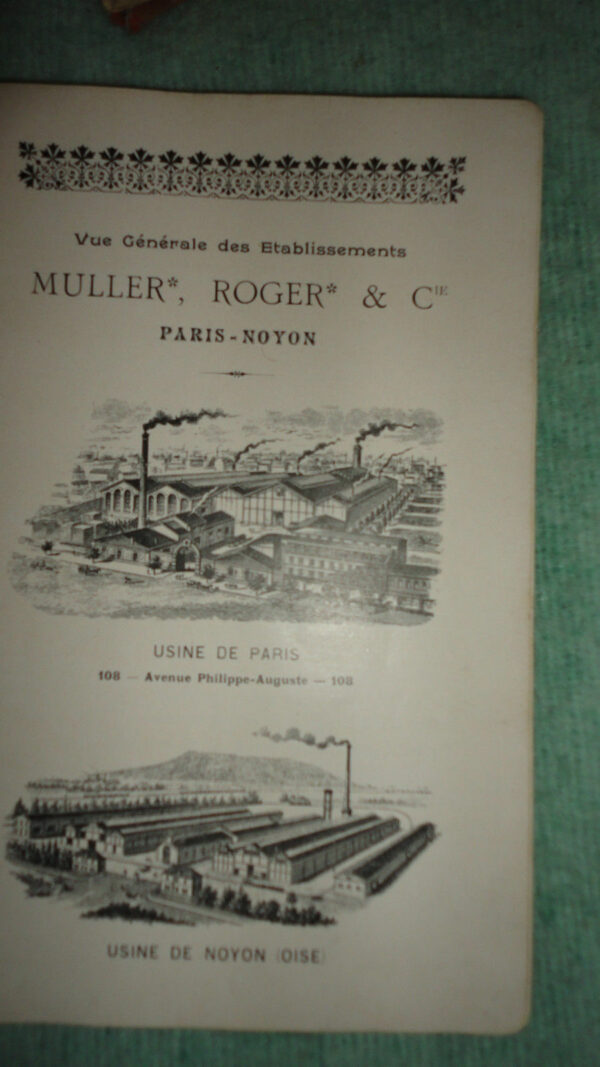 Vue Générale des Etablissements
MULLER*, ROGER* & CIE
PARIS-NOYON
USINE DE PARIS
108 — Avenue Philippe-Auguste — 108
USINE DE NOYON (OISE)